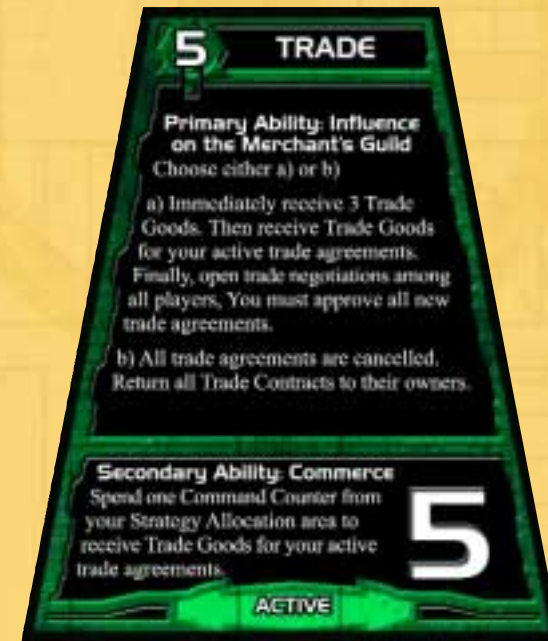 5 TRADE
Primary Ability: Influence
on the Merchant's Guild
Choose either a) or b)
a) Immediately receive 3 Trade
Goods. Then receive Trade Goods
for your active trade agreements.
Finally, open trade negotiations among
all players, You must approve all new
trade agreements.
b) All trade agreements are cancelled.
Return all Trade Contracts to their owners.
Secondary Ability: Commerce
Spend one Command Counter from
your Strategy Allocation area to
receive Trade Goods for your active
trade agreements.
5
ACTIVE